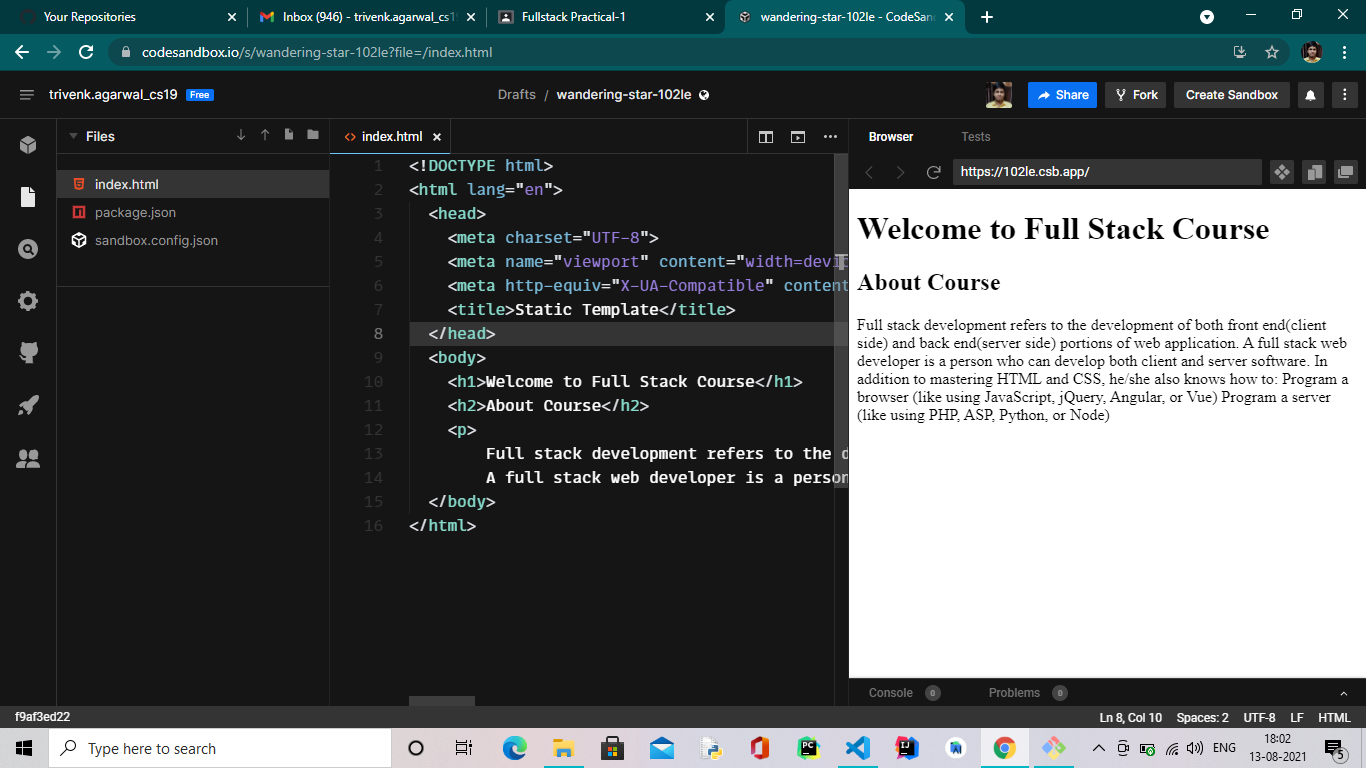 Your Repositories
Inbox (946) - trivenk.agarwal_cs19
Fullstack Practical-1
wandering-star-102le - CodeSan
codesandbox.io/s/wandering-star-102le?file=/index.html
trivenk.agarwal_cs19 Free
Drafts / wandering-star-102le
Share Fork Create Sandbox
Files
index.html
package.json
sandbox.config.json
index.html
1 <!DOCTYPE html>
2 <html lang="en">
3 <head>
4 <meta charset="UTF-8">
5 <meta name="viewport" content="width=devi
6 <meta http-equiv="X-UA-Compatible" content
7 <title>Static Template</title>
8 </head>
9 <body>
10 <h1>Welcome to Full Stack Course</h1>
11 <h2>About Course</h2>
12 <p>
13 Full stack development refers to the d
14 A full stack web developer is a person
15 </body>
16 </html>
Browser Tests
https://102le.csb.app/
Welcome to Full Stack Course
About Course
Full stack development refers to the development of both front end(client
side) and back end(server side) portions of web application. A full stack web
developer is a person who can develop both client and server software. In
addition to mastering HTML and CSS, he/she also knows how to: Program a
browser (like using JavaScript, jQuery, Angular, or Vue) Program a server
(like using PHP, ASP, Python, or Node)
Console 0 Problems 0
f9af3ed22
Ln 8, Col 10 Spaces: 2 UTF-8 LF HTML
Type here to search
PC
IJ
ENG
18:02
13-08-2021
5